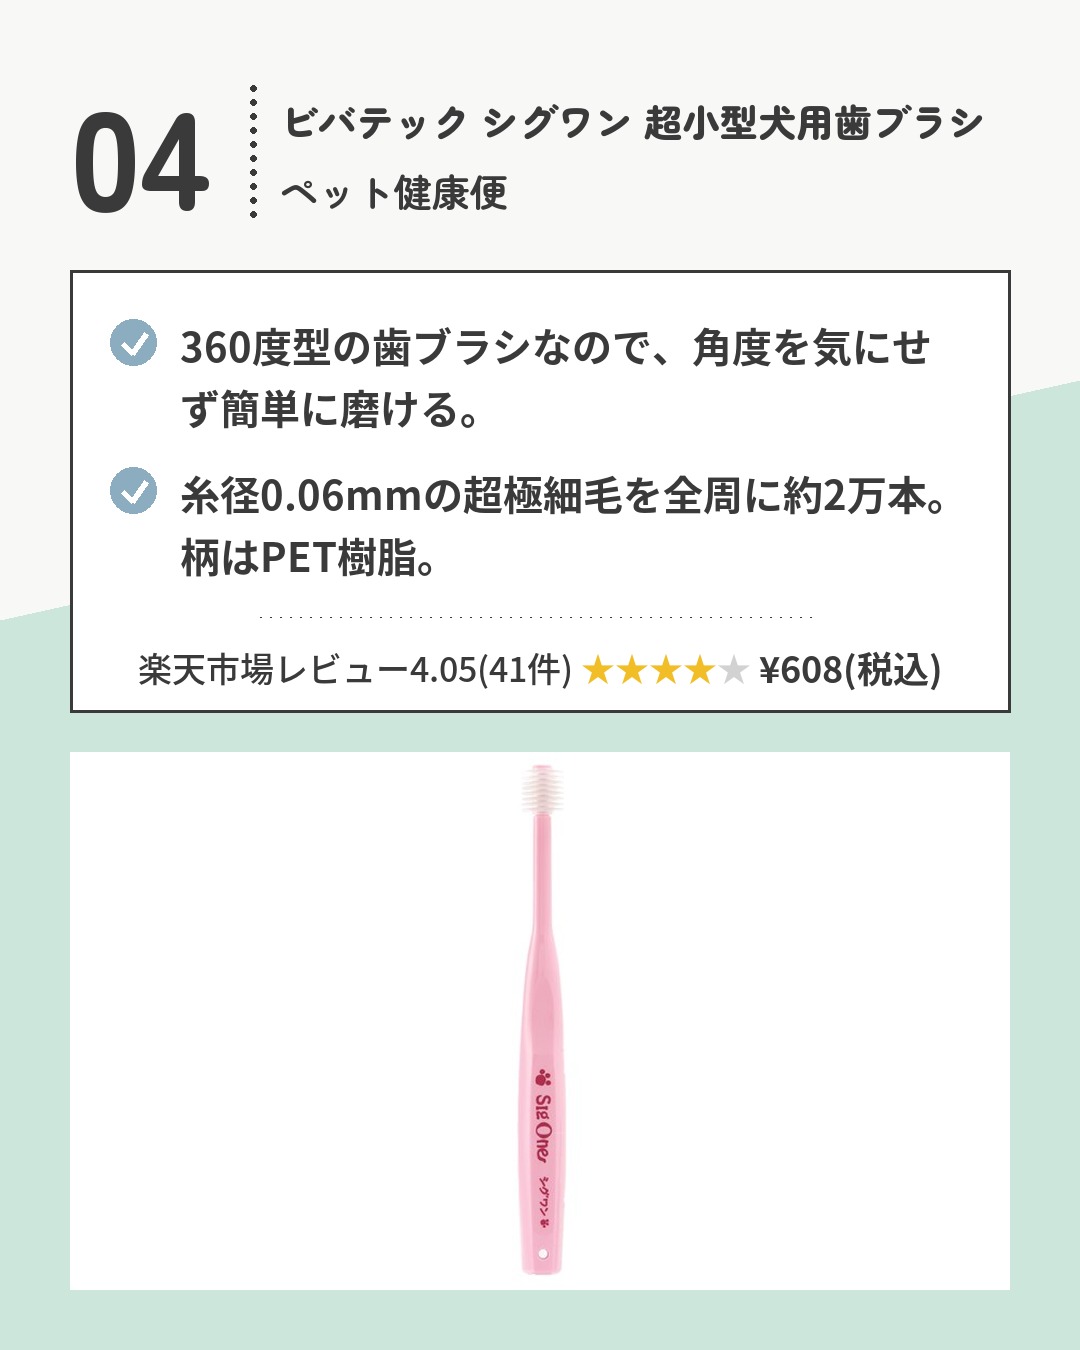 04
ビバテック シグワン 超小型犬用歯ブラシ
ペット健康便
360度型の歯ブラシなので、角度を気にせ
ず簡単に磨ける。
糸径0.06mmの超極細毛を全周に約2万本。
柄はPET樹脂。
楽天市場レビュー4.05(41件) ★★★★★ ¥608(税込)
SigOne
シグワン